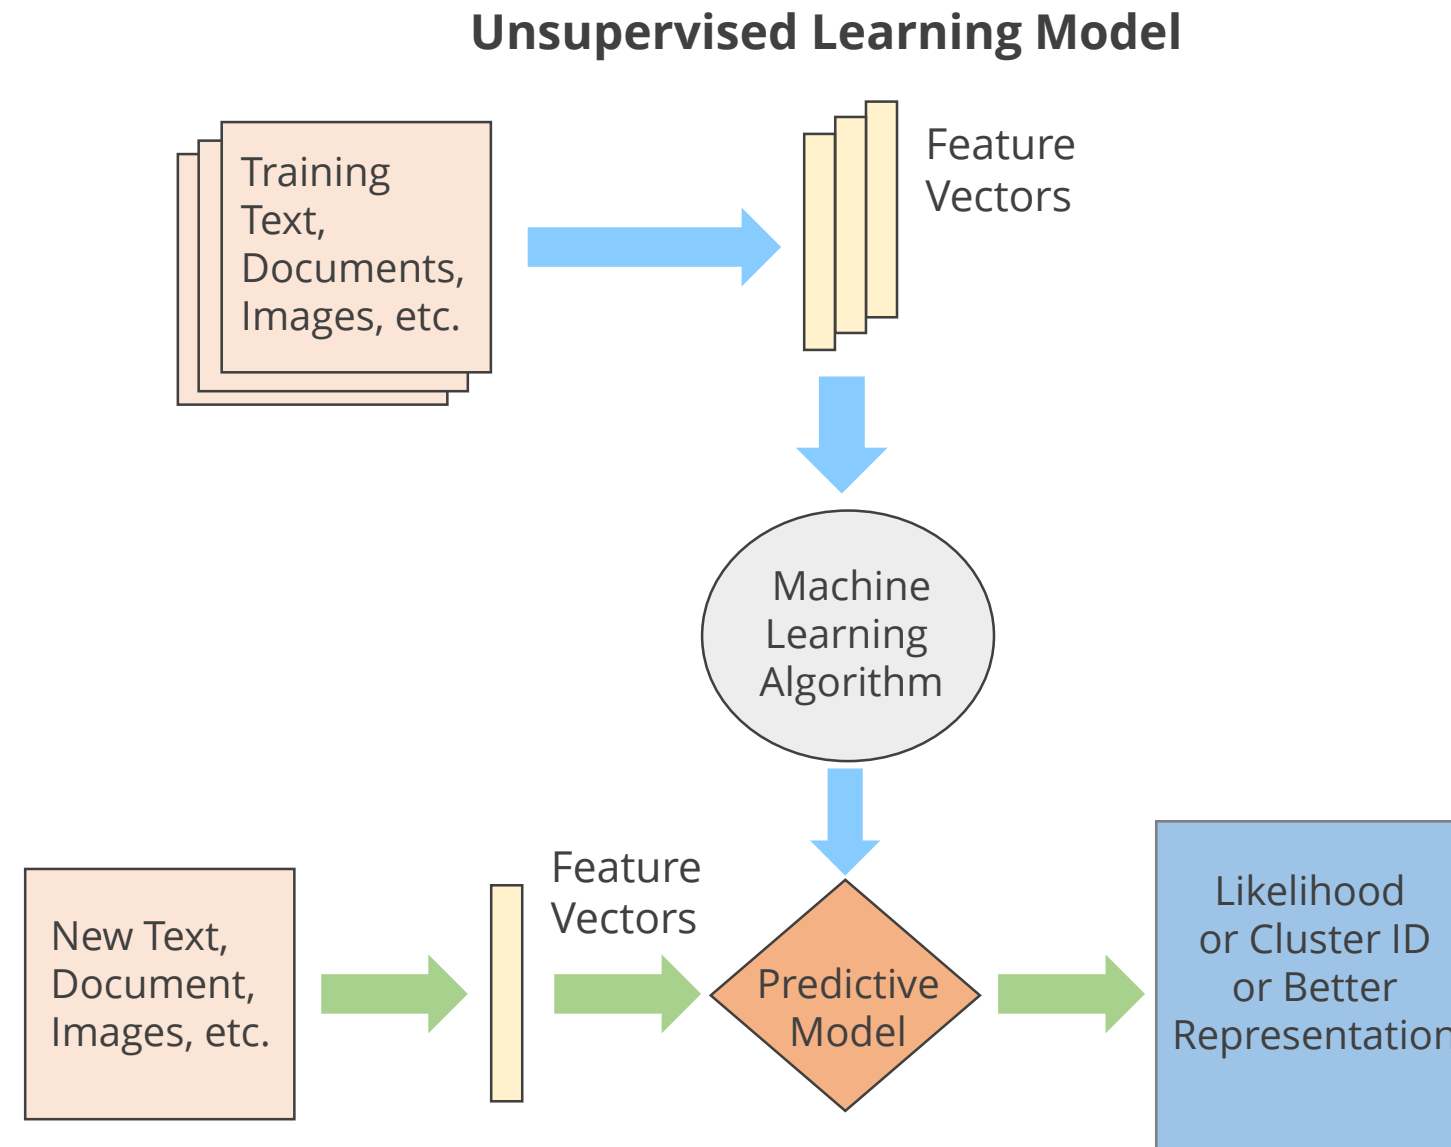 Unsupervised Learning Model
Training
Text,
Documents,
Images, etc.
Feature
Vectors
Machine
Learning
Algorithm
Feature
Vectors
New Text,
Document,
Images, etc.
Predictive
Model
Likelihood
or Cluster ID
or Better
Representation